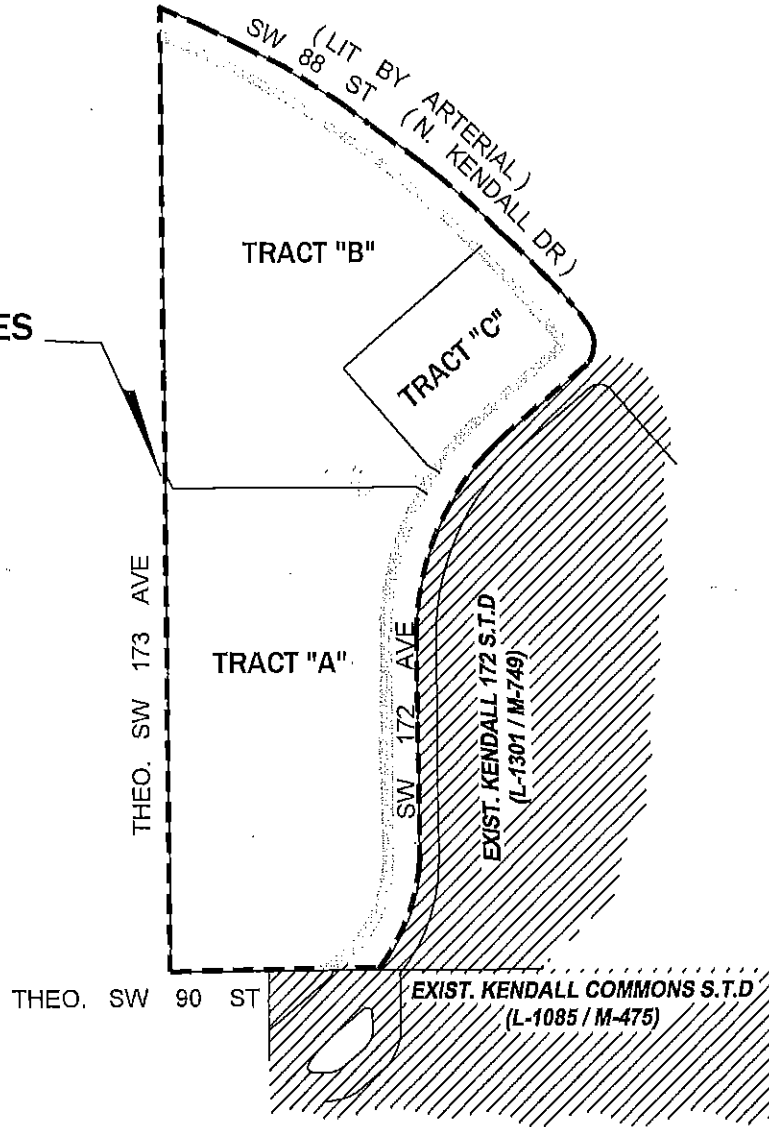 (LIT BY ARTERIAL)
SW 88 ST (N. KENDALL DR)
TRACT "B"
ES
TRACT "C"
THEO. SW 173 AVE
TRACT "A"
SW 172 AVE
EXIST. KENDALL 172 S.T.D
(L-1301 / M-749)
THEO. SW 90 ST
EXIST. KENDALL COMMONS S.T.D
(L-1085 / M-475)